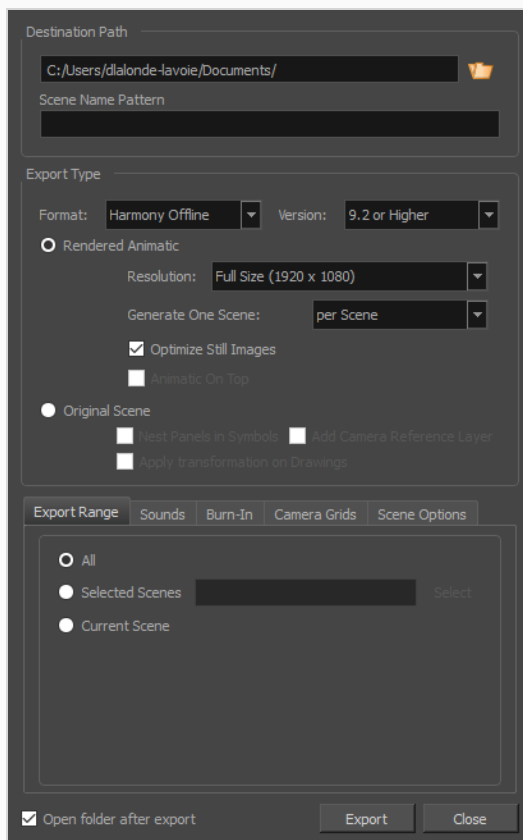 Destination Path
C:/Users/dlalonde-lavoie/Documents/
Scene Name Pattern
Export Type
Format: Harmony Offline Version: 9.2 or Higher
Rendered Animatic
Resolution: Full Size (1920 x 1080)
Generate One Scene: per Scene
Optimize Still Images
Animatic On Top
Original Scene
Nest Panels in Symbols Add Camera Reference Layer
Apply transformation on Drawings
Export Range Sounds Burn-In Camera Grids Scene Options
All
Selected Scenes Select
Current Scene
Open folder after export Export Close